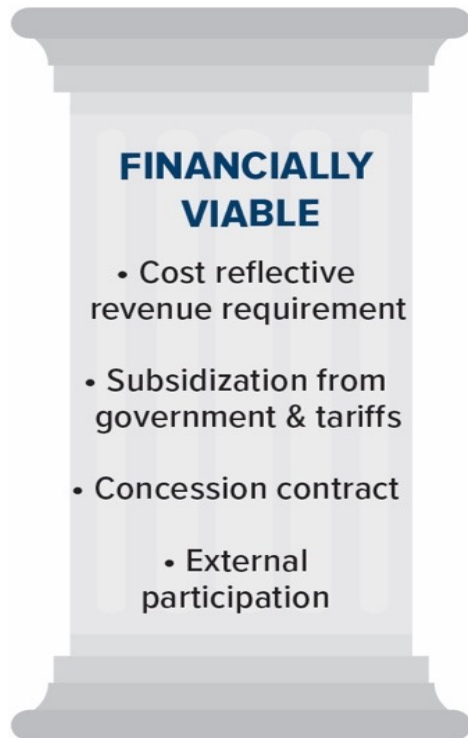 FINANCIALLY
VIABLE
• Cost reflective
revenue requirement
• Subsidization from
government & tariffs
• Concession contract
• External
participation